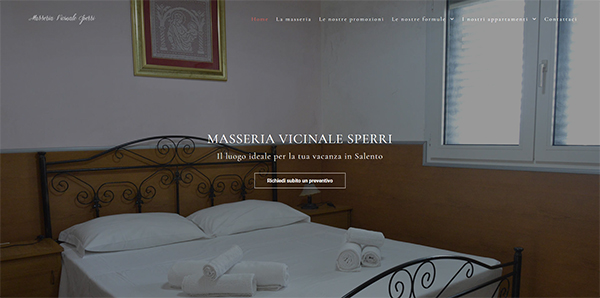 Masseria Vicinale Sperri
Home La masseria Le nostre promozioni Le nostre formule I nostri appartamenti Contattaci
MASSERIA VICINALE SPERRI
Il luogo ideale per la tua vacanza in Salento
Richiedi subito un preventivo